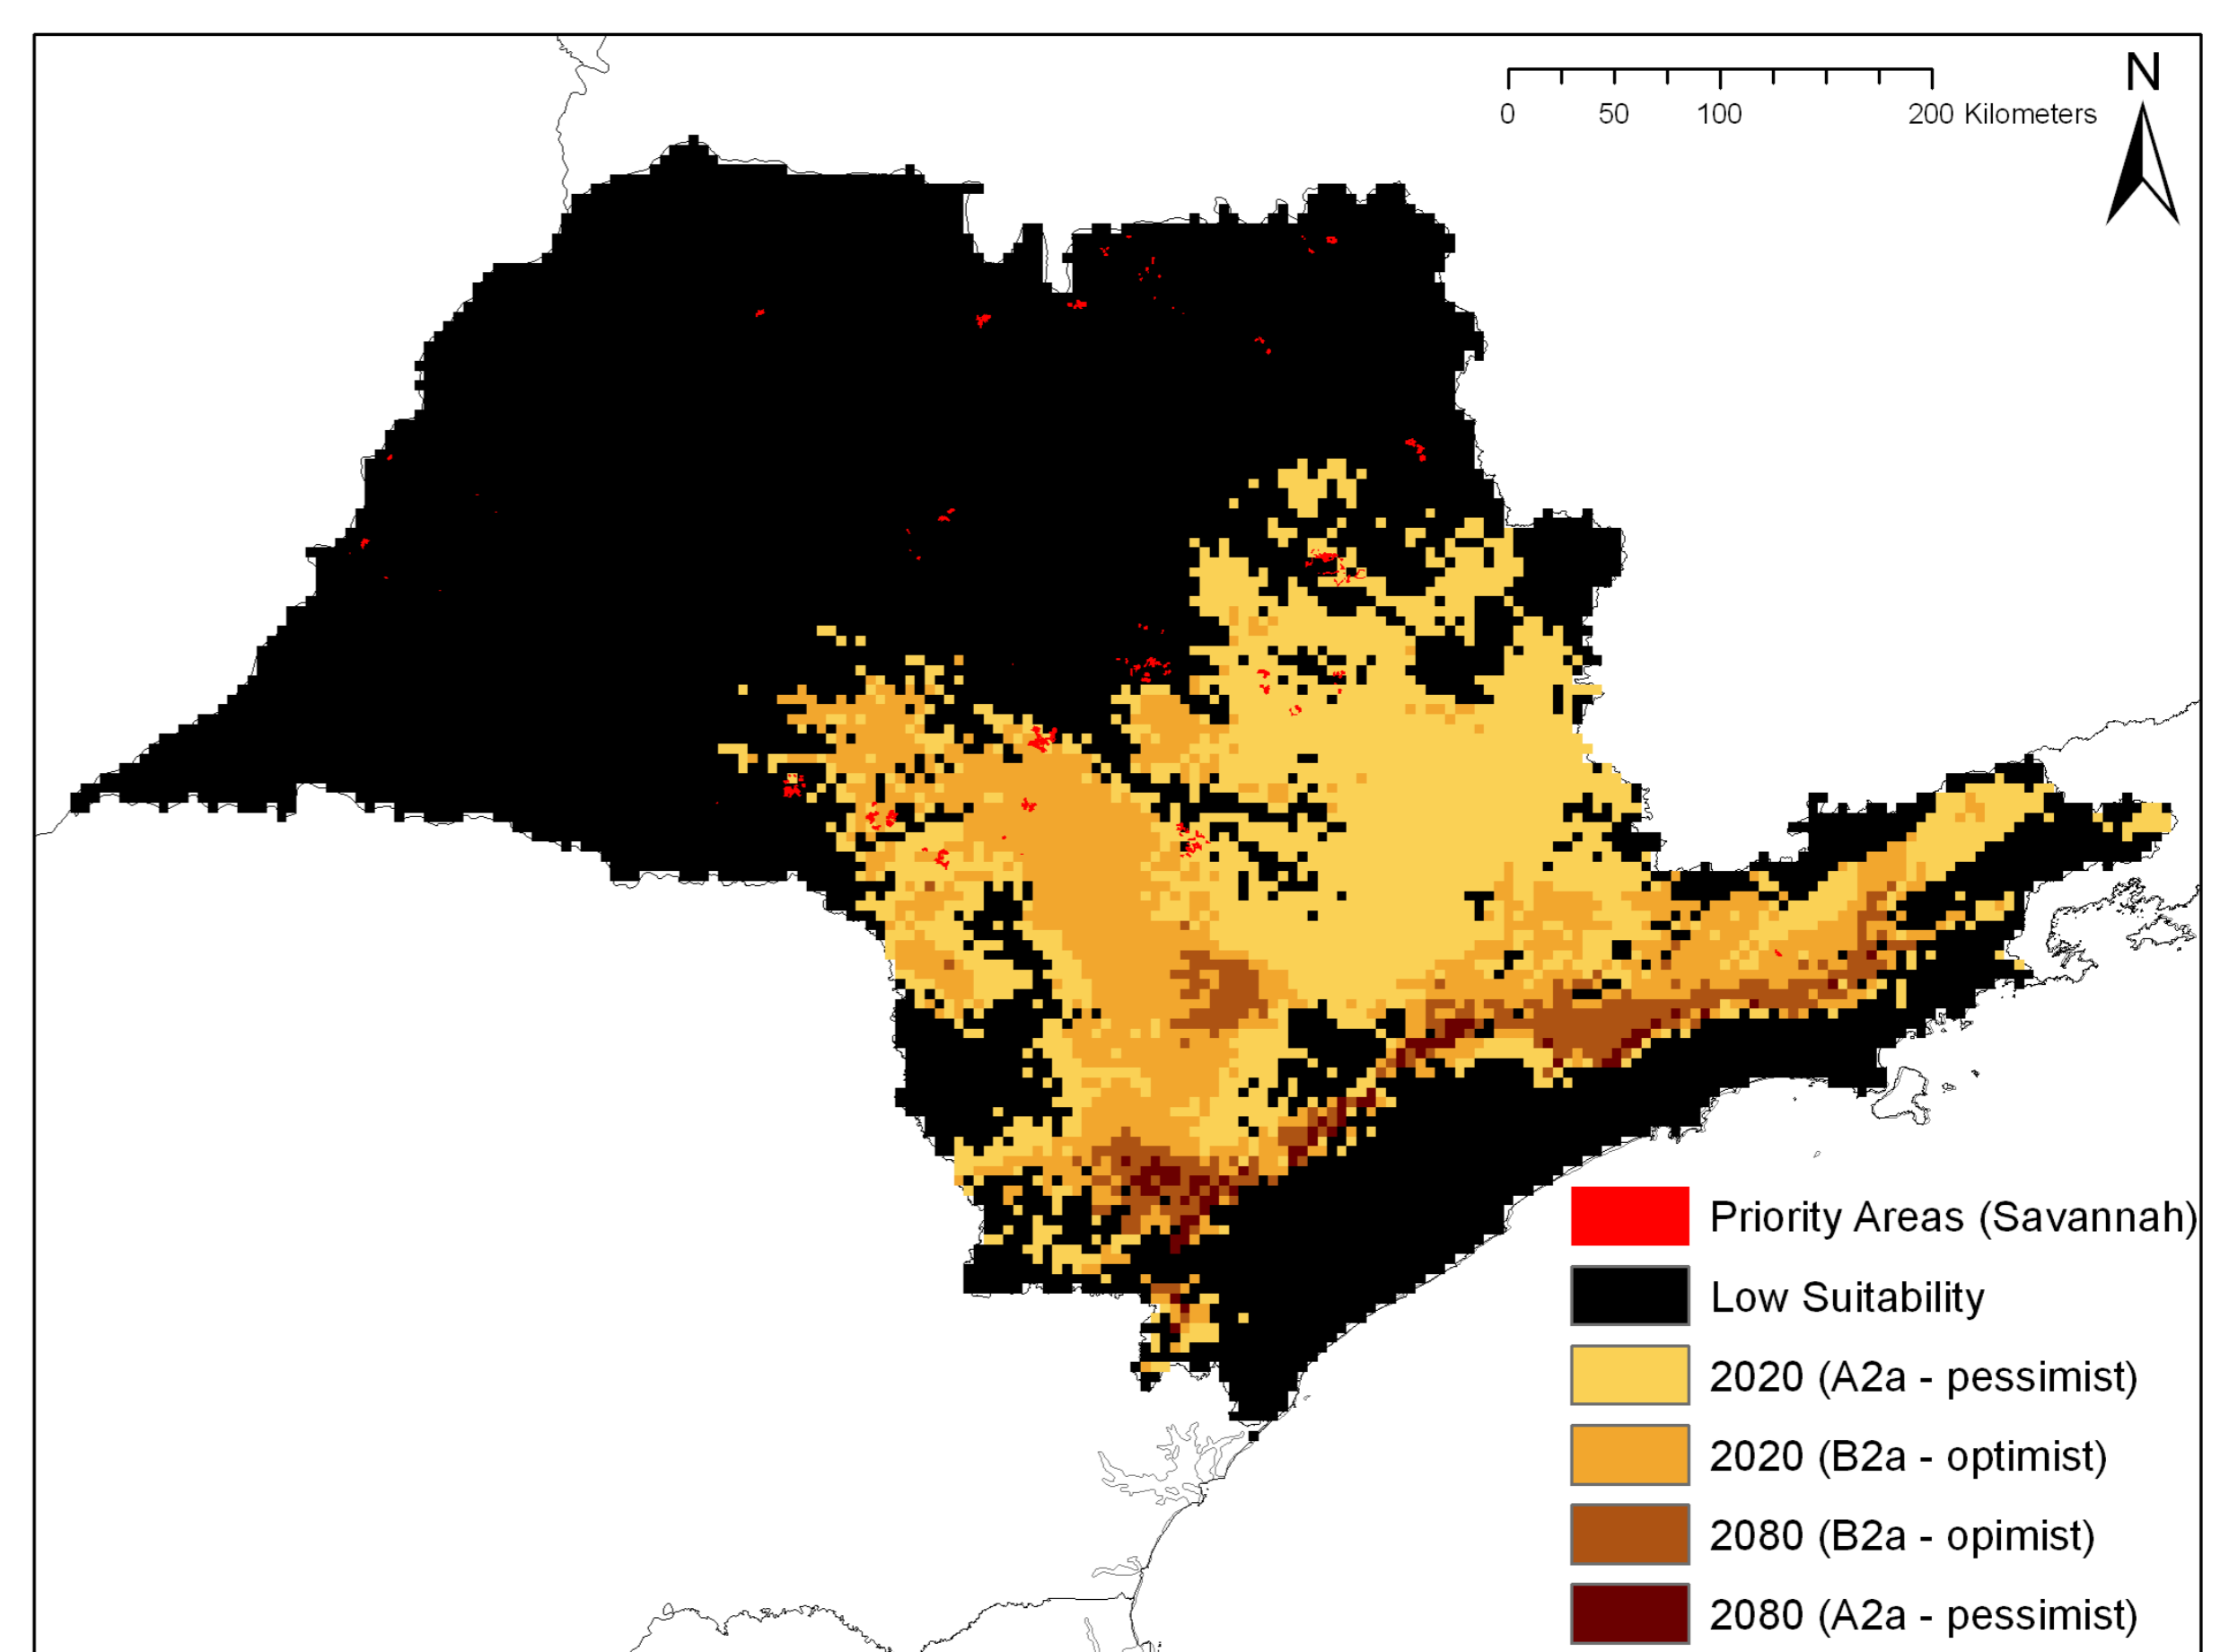 N
0 50 100 200 Kilometers
Priority Areas (Savannah)
Low Suitability
2020 (A2a - pessimist)
2020 (B2a - optimist)
2080 (B2a - opimist)
2080 (A2a - pessimist)